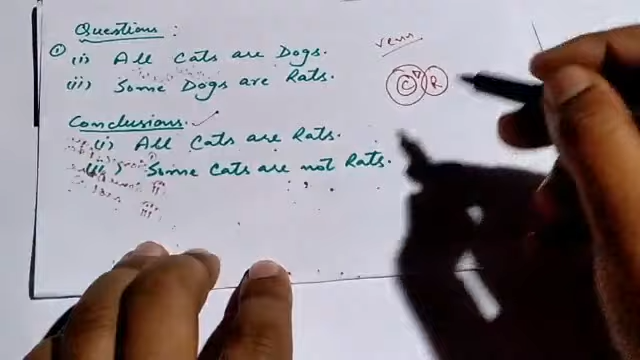 Questions :
① (i) All Cats are Dogs.
(ii) Some Dogs are Rats.
Conclusions. ✓
(i) All Cats are Rats.
(ii) Some Cats are not Rats.
venn
C D R